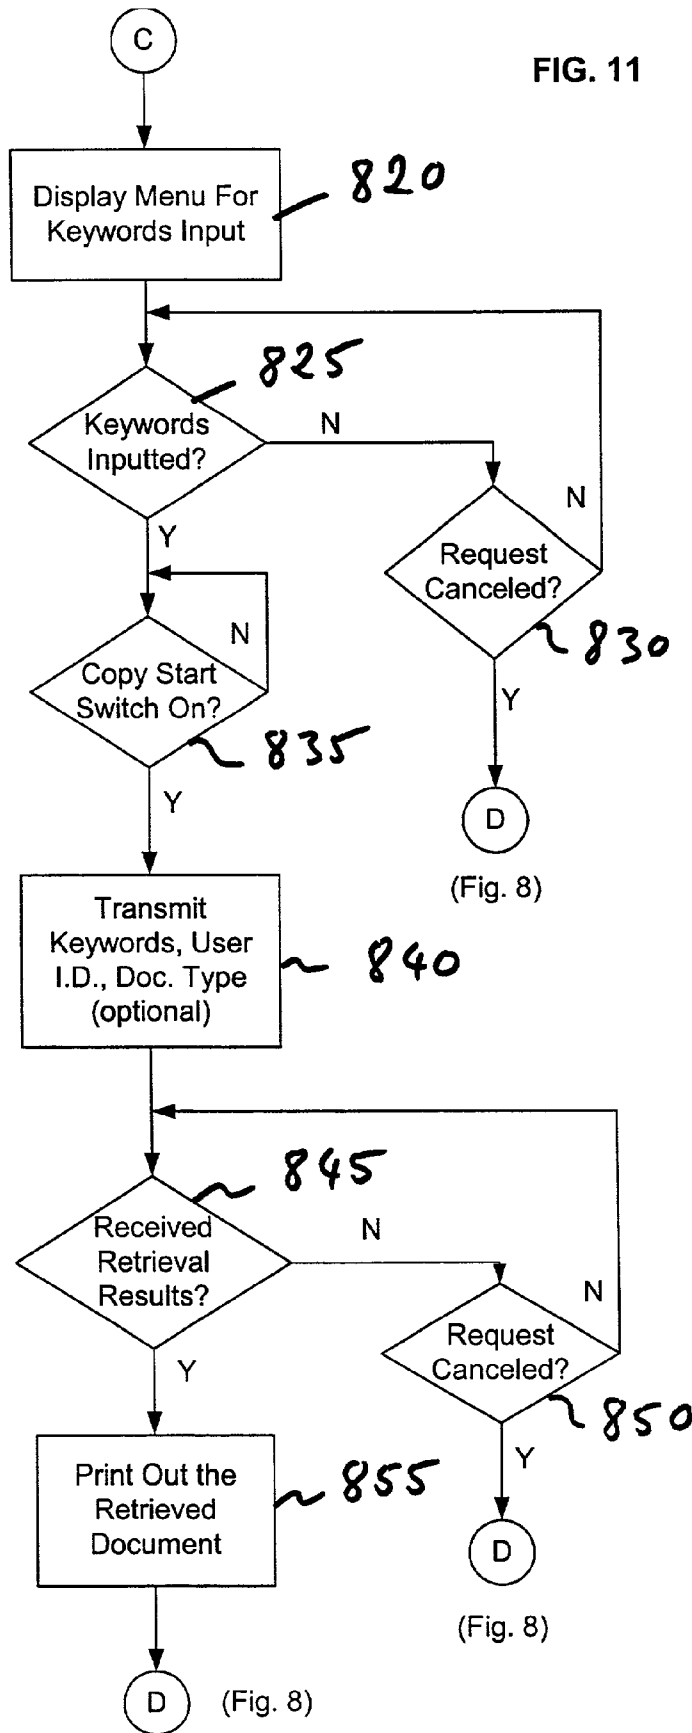 C
FIG. 11
820
Display Menu For
Keywords Input
825
Keywords
Inputted?
N
Y
N
Request
Canceled?
830
N
Copy Start
Switch On?
835
Y
Y
D
(Fig. 8)
Transmit
Keywords, User
I.D., Doc. Type
(optional)
840
845
Received
Retrieval
Results?
N
N
Request
Canceled?
850
Y
Y
Print Out the
Retrieved
Document
855
D
(Fig. 8)
D
(Fig. 8)